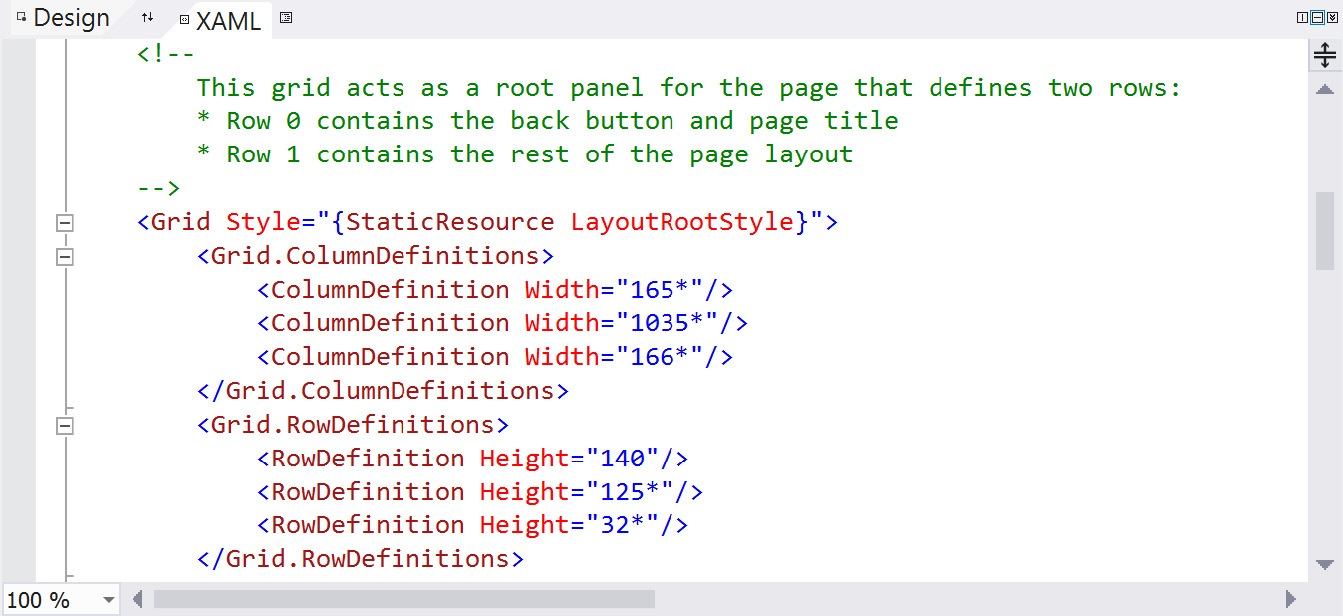 Design XAML
<!--
This grid acts as a root panel for the page that defines two rows:
* Row 0 contains the back button and page title
* Row 1 contains the rest of the page layout
-->
<Grid Style="{StaticResource LayoutRootStyle}">
<Grid.ColumnDefinitions>
<ColumnDefinition Width="165*"/>
<ColumnDefinition Width="1035*"/>
<ColumnDefinition Width="166*"/>
</Grid.ColumnDefinitions>
<Grid.RowDefinitions>
<RowDefinition Height="140"/>
<RowDefinition Height="125*"/>
<RowDefinition Height="32*"/>
</Grid.RowDefinitions>
100 %